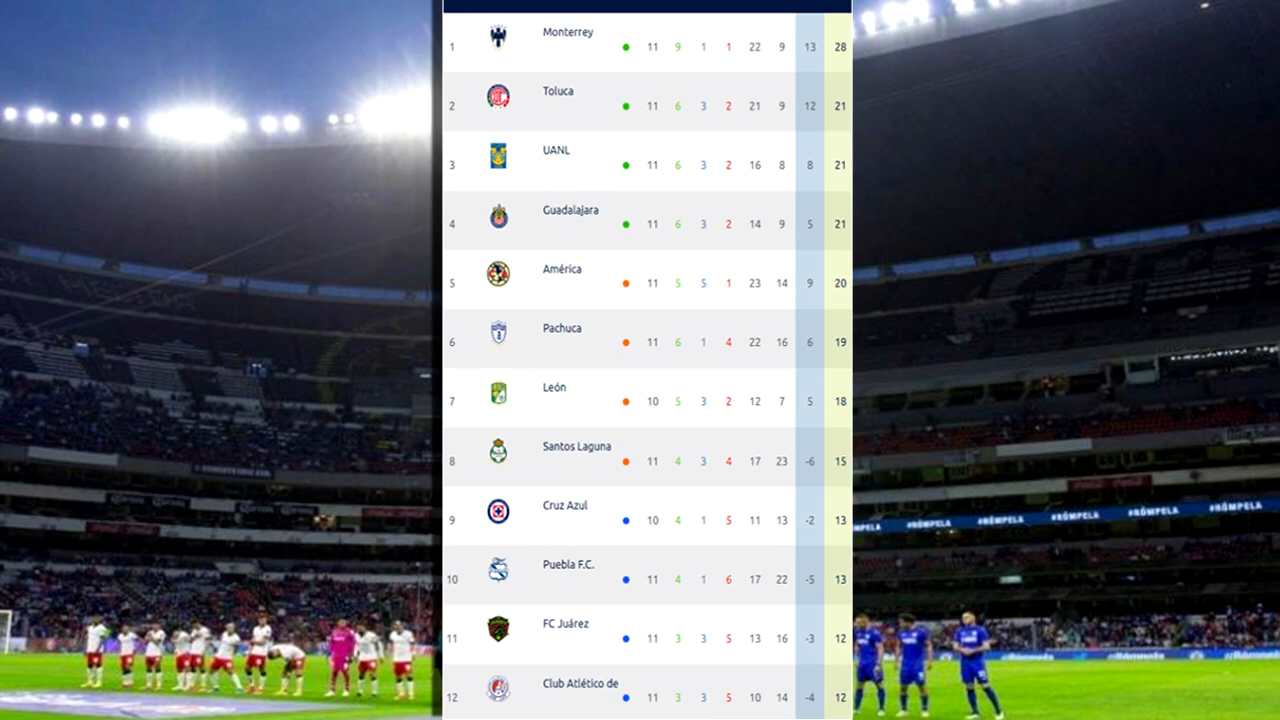 1 Monterrey 11 9 1 1 22 9 13 28
2 Toluca 11 6 3 2 21 9 12 21
3 UANL 11 6 3 2 16 8 8 21
4 Guadalajara 11 6 3 2 14 9 5 21
5 América 11 5 5 1 23 14 9 20
6 Pachuca 11 6 1 4 22 16 6 19
7 León 10 5 3 2 12 7 5 18
8 Santos Laguna 11 4 3 4 17 23 -6 15
9 Cruz Azul 10 4 1 5 11 13 -2 13
10 Puebla F.C. 11 4 1 6 17 22 -5 13
11 FC Juárez 11 3 3 5 13 16 -3 12
12 Club Atlético de 11 3 3 5 10 14 -4 12
MPELA #RÓMPELA #RÓMPELA #RÓMPELA #RÓMPELA